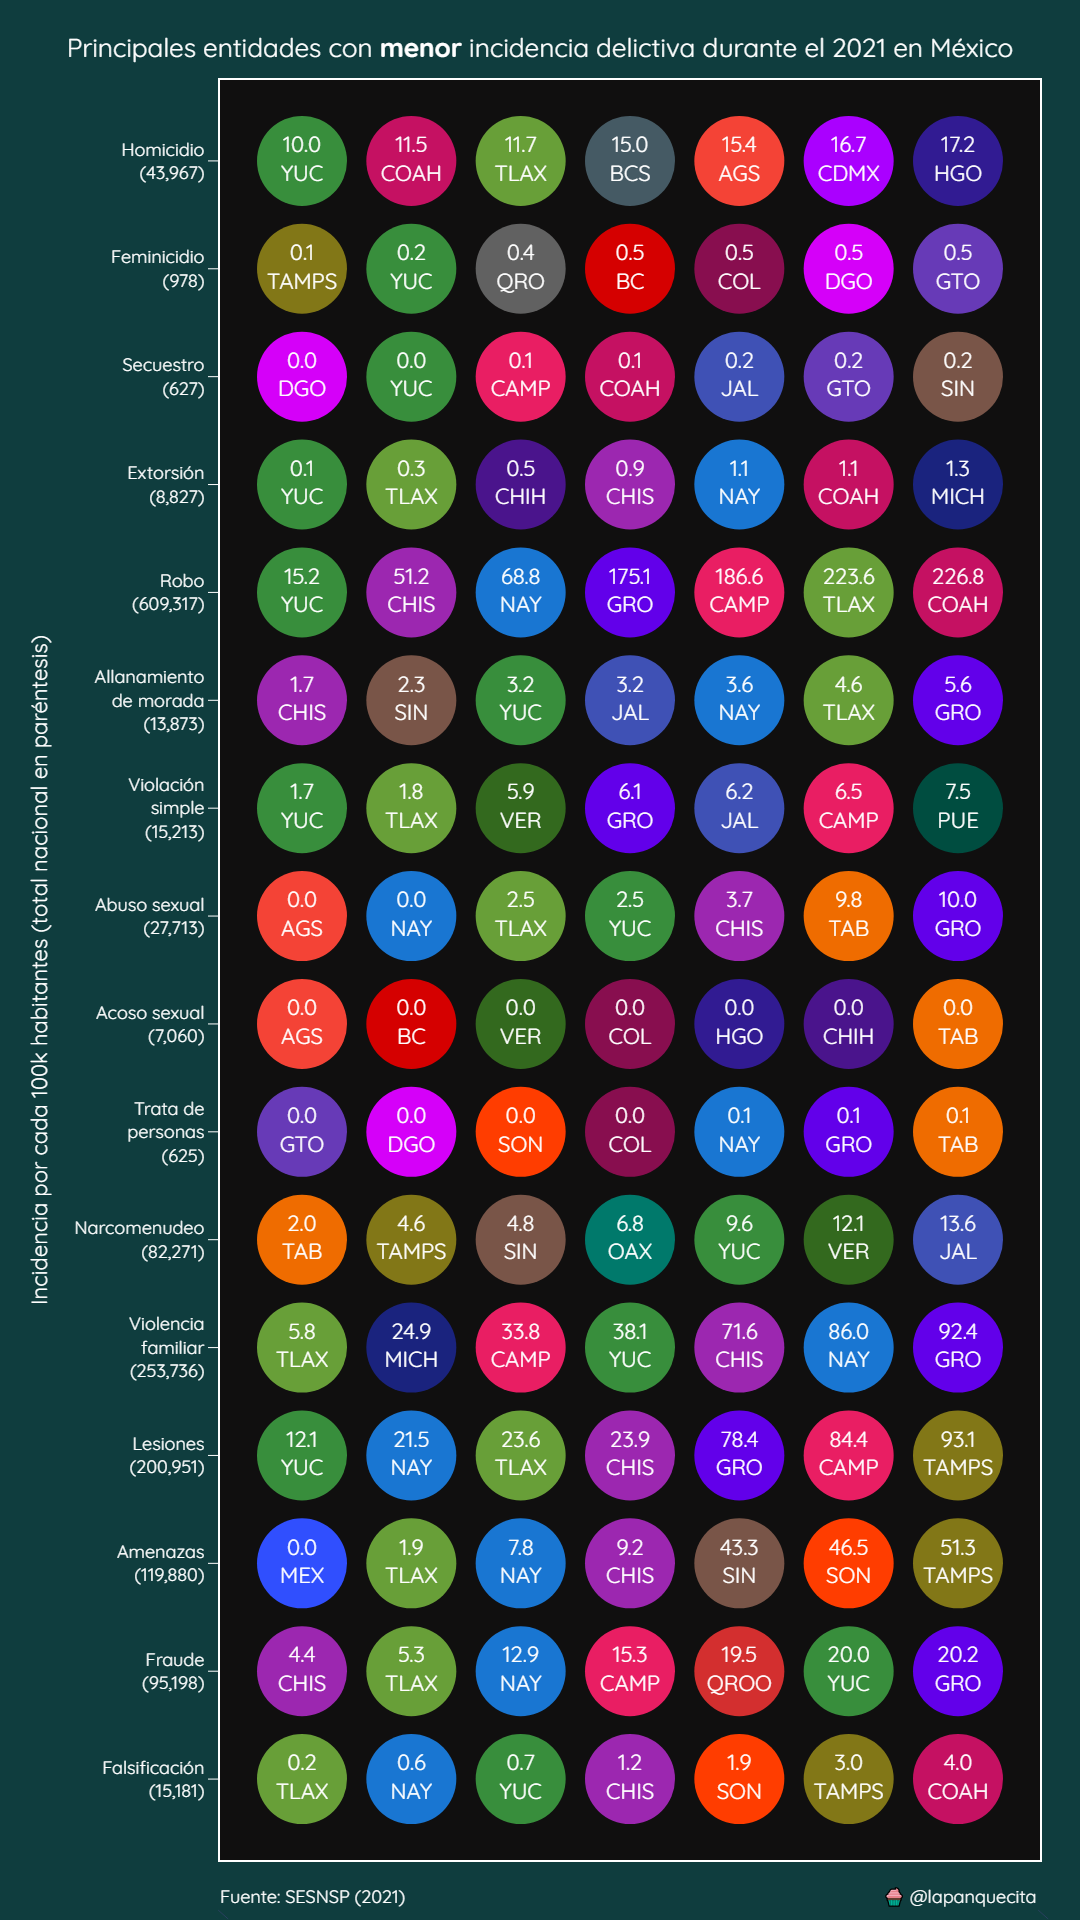 Principales entidades con menor incidencia delictiva durante el 2021 en México
Incidencia por cada 100k habitantes (total nacional en paréntesis)
Homicidio
(43,967)
10.0 11.5 11.7 15.0 15.4 16.7 17.2
YUC COAH TLAX BCS AGS CDMX HGO
Feminicidio
(978)
0.1 0.2 0.4 0.5 0.5 0.5 0.5
TAMPS YUC QRO BC COL DGO GTO
Secuestro
(627)
0.0 0.0 0.1 0.1 0.2 0.2 0.2
DGO YUC CAMP COAH JAL GTO SIN
Extorsión
(8,827)
0.1 0.3 0.5 0.9 1.1 1.1 1.3
YUC TLAX CHIH CHIS NAY COAH MICH
Robo
(609,317)
15.2 51.2 68.8 175.1 186.6 223.6 226.8
YUC CHIS NAY GRO CAMP TLAX COAH
Allanamiento
de morada
(13,873)
1.7 2.3 3.2 3.2 3.6 4.6 5.6
CHIS SIN YUC JAL NAY TLAX GRO
Violación
simple
(15,213)
1.7 1.8 5.9 6.1 6.2 6.5 7.5
YUC TLAX VER GRO JAL CAMP PUE
Abuso sexual
(27,713)
0.0 0.0 2.5 2.5 3.7 9.8 10.0
AGS NAY TLAX YUC CHIS TAB GRO
Acoso sexual
(7,060)
0.0 0.0 0.0 0.0 0.0 0.0 0.0
AGS BC VER COL HGO CHIH TAB
Trata de
personas
(625)
0.0 0.0 0.0 0.0 0.1 0.1 0.1
GTO DGO SON COL NAY GRO TAB
Narcomenudeo
(82,271)
2.0 4.6 4.8 6.8 9.6 12.1 13.6
TAB TAMPS SIN OAX YUC VER JAL
Violencia
familiar
(253,736)
5.8 24.9 33.8 38.1 71.6 86.0 92.4
TLAX MICH CAMP YUC CHIS NAY GRO
Lesiones
(200,951)
12.1 21.5 23.6 23.9 78.4 84.4 93.1
YUC NAY TLAX CHIS GRO CAMP TAMPS
Amenazas
(119,880)
0.0 1.9 7.8 9.2 43.3 46.5 51.3
MEX TLAX NAY CHIS SIN SON TAMPS
Fraude
(95,198)
4.4 5.3 12.9 15.3 19.5 20.0 20.2
CHIS TLAX NAY CAMP QROO YUC GRO
Falsificación
(15,181)
0.2 0.6 0.7 1.2 1.9 3.0 4.0
TLAX NAY YUC CHIS SON TAMPS COAH
Fuente: SESNSP (2021)
@lapanquecita